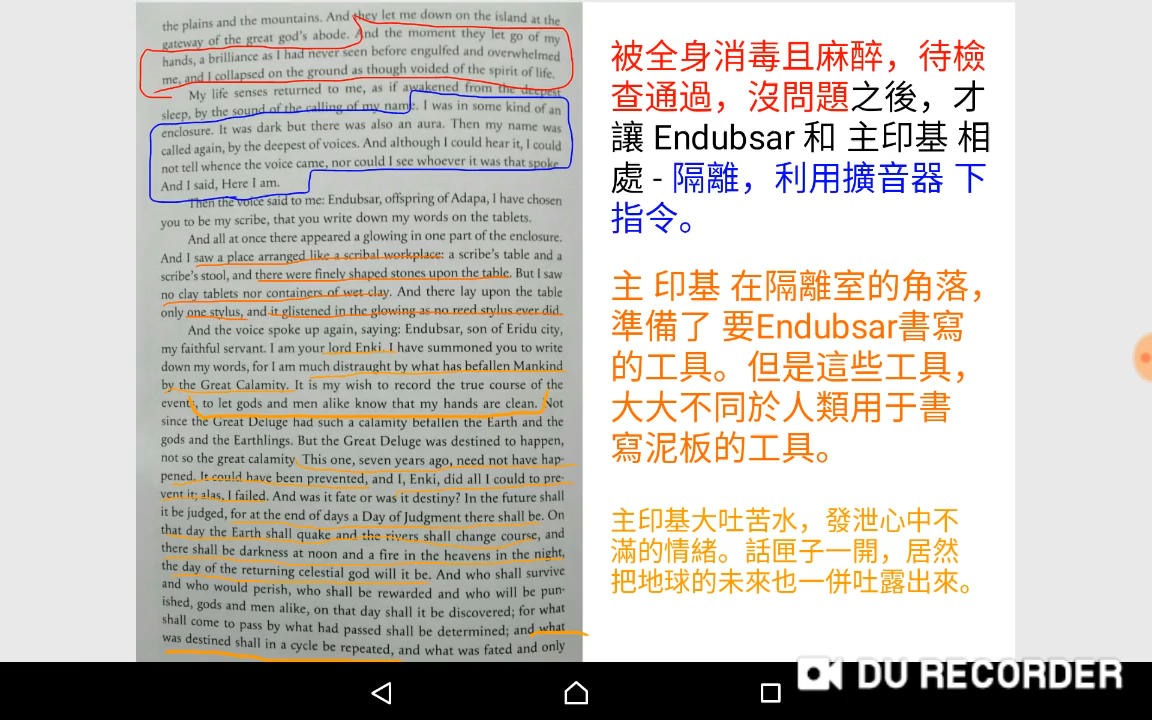 the plains and the mountains. And they let me down on the island at the
gateway of the great god's abode. And the moment they let go of my
hands, a brilliance as I had never seen before engulfed and overwhelmed
me, and I collapsed on the ground as though voided of the spirit of life.
My life senses returned to me, as if awakened from the deepest
sleep, by the sound of the calling of my name. I was in some kind of an
enclosure. It was dark but there was also an aura. Then my name was
called again, by the deepest of voices. And although I could hear it, I could
not tell whence the voice came, nor could I see whoever it was that spoke.
And I said, Here I am.
Then the voice said to me: Endubsar, offspring of Adapa, I have chosen
you to be my scribe, that you write down my words on the tablets.
And all at once there appeared a glowing in one part of the enclosure.
And I saw a place arranged like a scribal workplace: a scribe's table and a
scribe's stool, and there were finely shaped stones upon the table. But I saw
no clay tablets nor containers of wet clay. And there lay upon the table
only one stylus, and it glistened in the glowing as no reed stylus ever did.
And the voice spoke up again, saying: Endubsar, son of Eridu city,
my faithful servant. I am your lord Enki. I have summoned you to write
down my words, for I am much distraught by what has befallen Mankind
by the Great Calamity. It is my wish to record the true course of the
events, to let gods and men alike know that my hands are clean. Not
since the Great Deluge had such a calamity befallen the Earth and the
gods and the Earthlings. But the Great Deluge was destined to happen,
not so the great calamity. This one, seven years ago, need not have hap-
pened. It could have been prevented, and I, Enki, did all I could to pre-
vent it; alas, I failed. And was it fate or was it destiny? In the future shall
it be judged, for at the end of days a Day of Judgment there shall be. On
that day the Earth shall quake and the rivers shall change course, and
there shall be darkness at noon and a fire in the heavens in the night,
the day of the returning celestial god will it be. And who shall survive
and who would perish, who shall be rewarded and who will be pun-
ished, gods and men alike, on that day shall it be discovered; for what
shall come to pass by what had passed shall be determined; and what
was destined shall in a cycle be repeated, and what was fated and only
被全身消毒且麻醉，待檢
查通過，沒問題之後，才
讓 Endubsar 和 主印基 相
處 - 隔離，利用擴音器 下
指令。
主 印基 在隔離室的角落，
準備了 要Endubsar書寫
的工具。但是這些工具，
大大不同於人類用于書
寫泥板的工具。
主印基大吐苦水，發泄心中不
滿的情緒。話匣子一開，居然
把地球的未來也一併吐露出來。
DU RECORDER